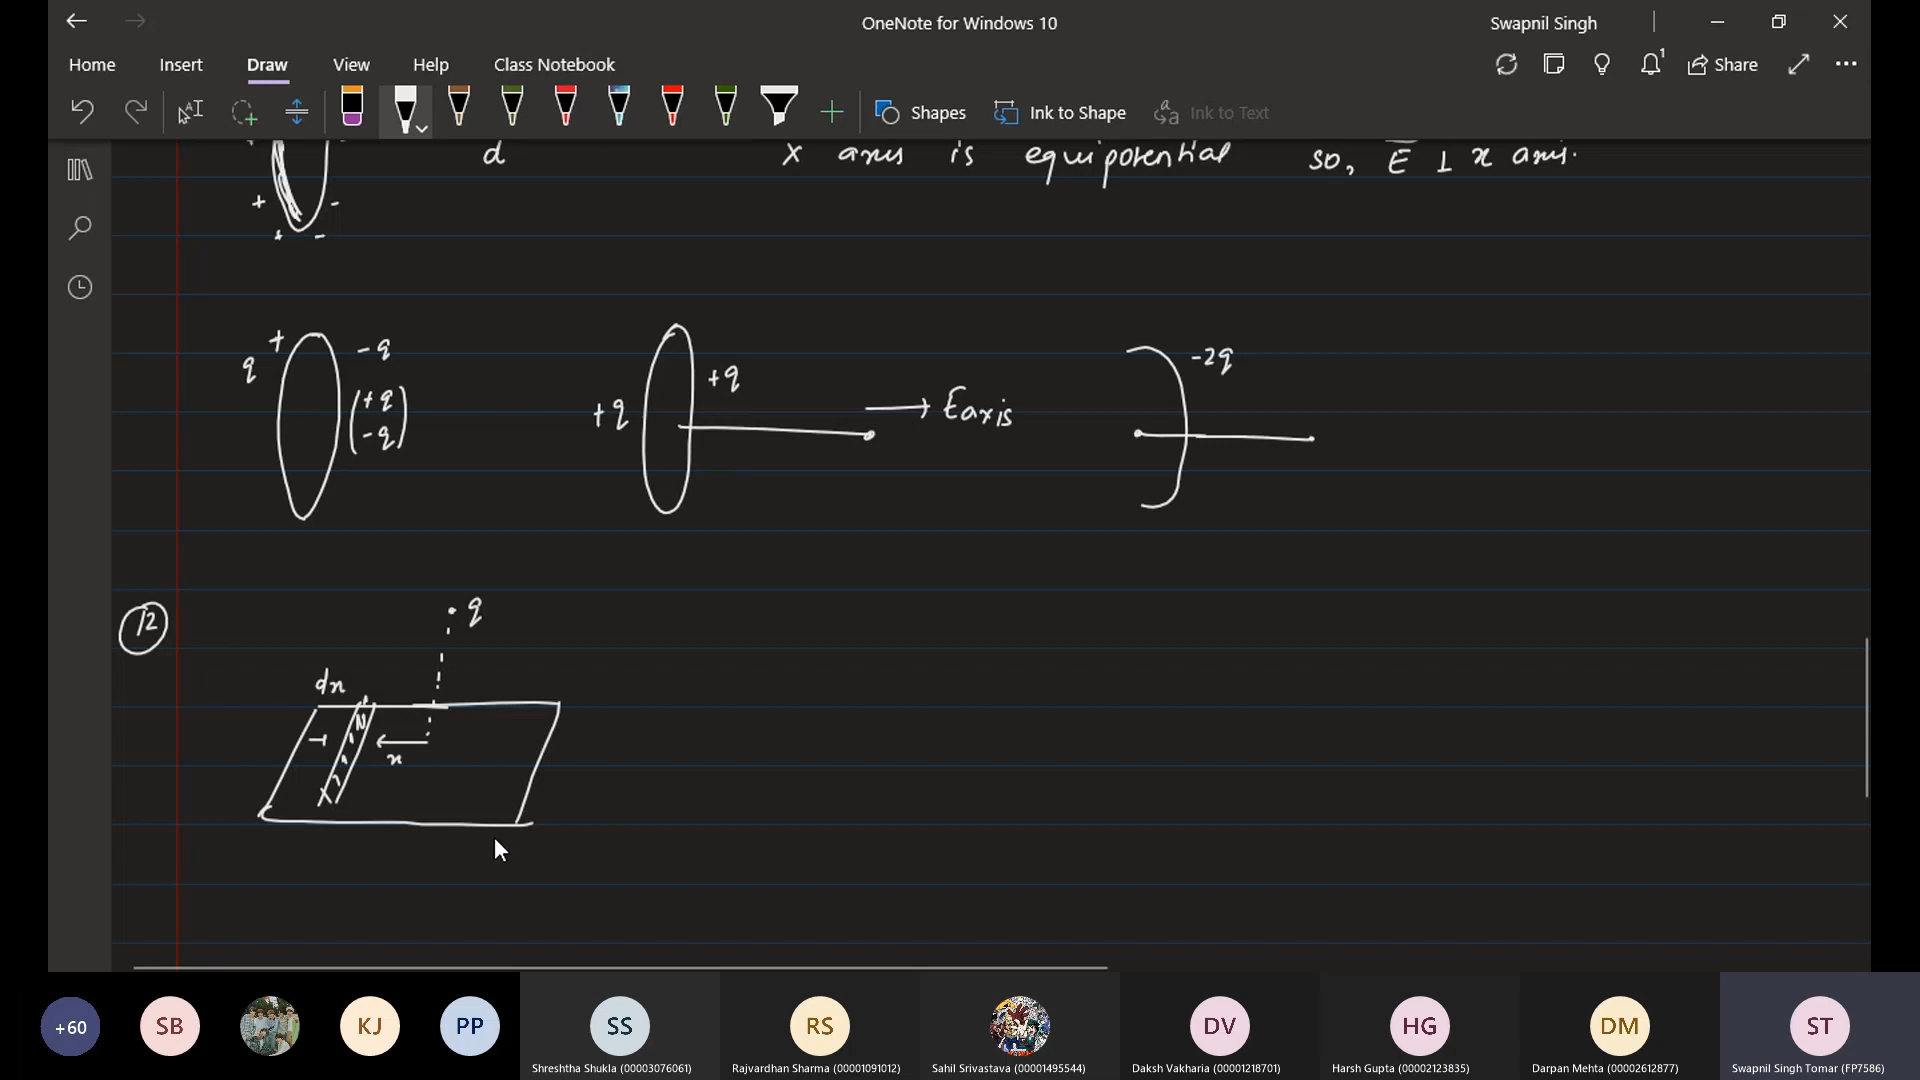 OneNote for Windows 10
Swapnil Singh
Home Insert Draw View Help Class Notebook
1 Share
Shapes Ink to Shape Ink to Text
d x axis is equipotential so, E ⊥ x axis.
+ -
+ -
+ -q -2q
q +q
(+q +q → Eaxis
-q)
12
q
dx
x
+60 SB KJ PP SS RS DV HG DM ST
Shreshtha Shukla (00003076061) Rajvardhan Sharma (00001091012) Sahil Srivastava (00001495544) Daksh Vakharia (00001218701) Harsh Gupta (00002123835) Darpan Mehta (00002612877) Swapnil Singh Tomar (FP7586)